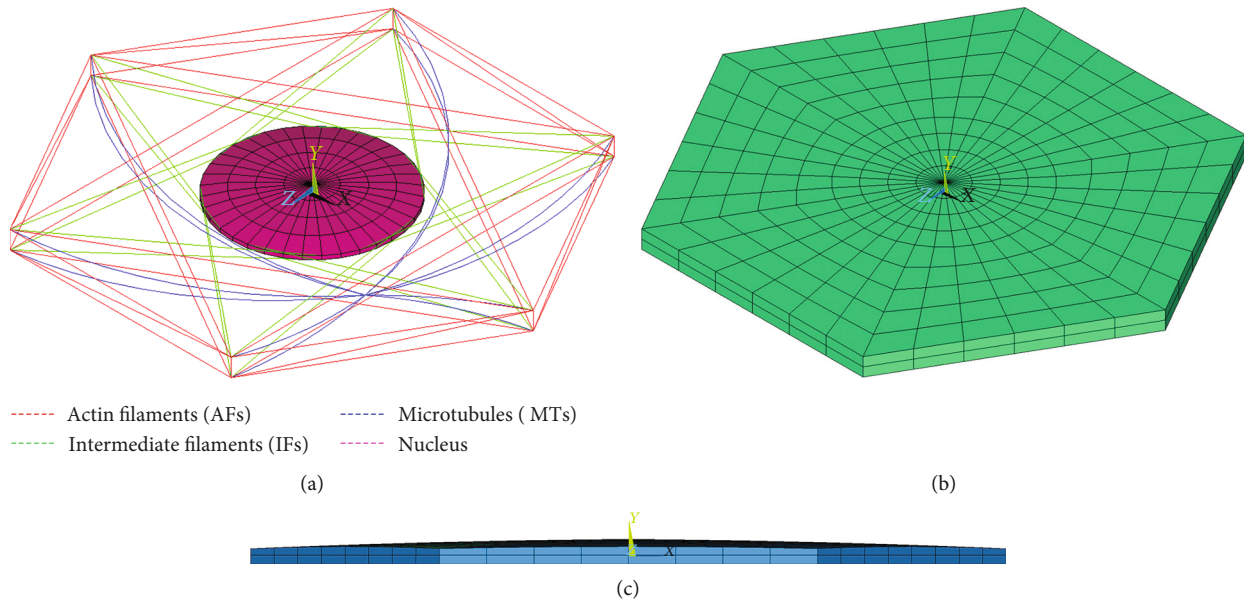 Y
Z X
Y
Z X
Actin filaments (AFs)
Microtubules ( MTs)
Intermediate filaments (IFs)
Nucleus
(a)
(b)
Y
Z X
(c)